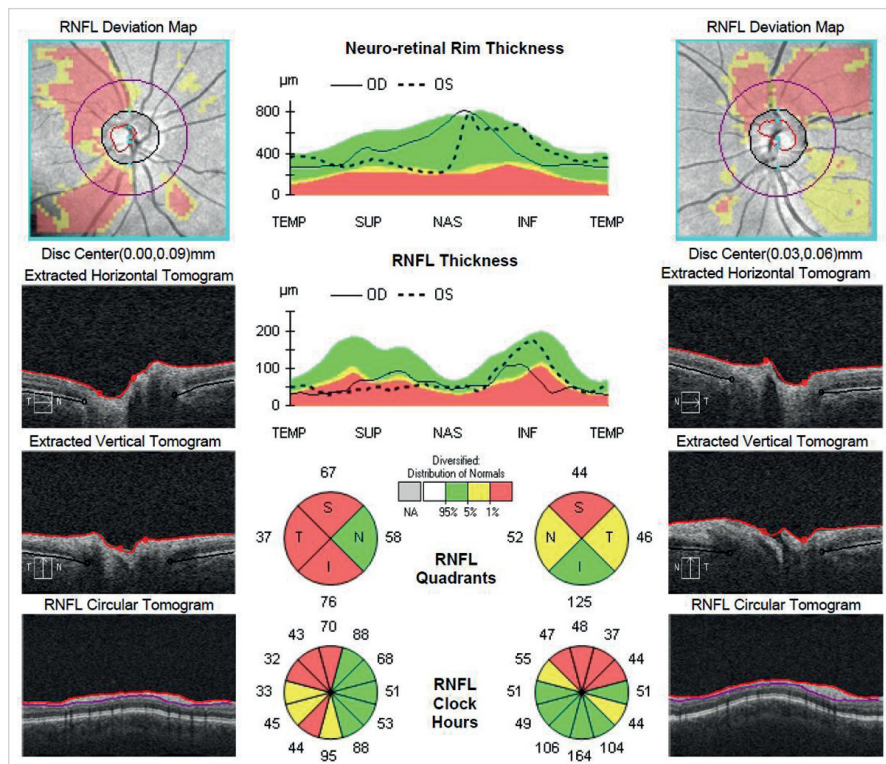 RNFL Deviation Map
Disc Center(0.00,0.09)mm
Extracted Horizontal Tomogram
T N
Extracted Vertical Tomogram
T N
RNFL Circular Tomogram
Neuro-retinal Rim Thickness
µm
OD OS
800
400
0
TEMP SUP NAS INF TEMP
RNFL Thickness
µm
OD OS
200
100
0
TEMP SUP NAS INF TEMP
Diversified:
Distribution of Normals
NA 95% 5% 1%
67
37 S T N I 58
76
RNFL
Quadrants
44
52 S N T I 46
125
70
43 88
32 68
33 51
45 53
44 88
95
RNFL
Clock
Hours
48
47 37
55 44
51 51
49 44
106 104
164
RNFL Deviation Map
Disc Center(0.03,0.06)mm
Extracted Horizontal Tomogram
N T
Extracted Vertical Tomogram
N T
RNFL Circular Tomogram